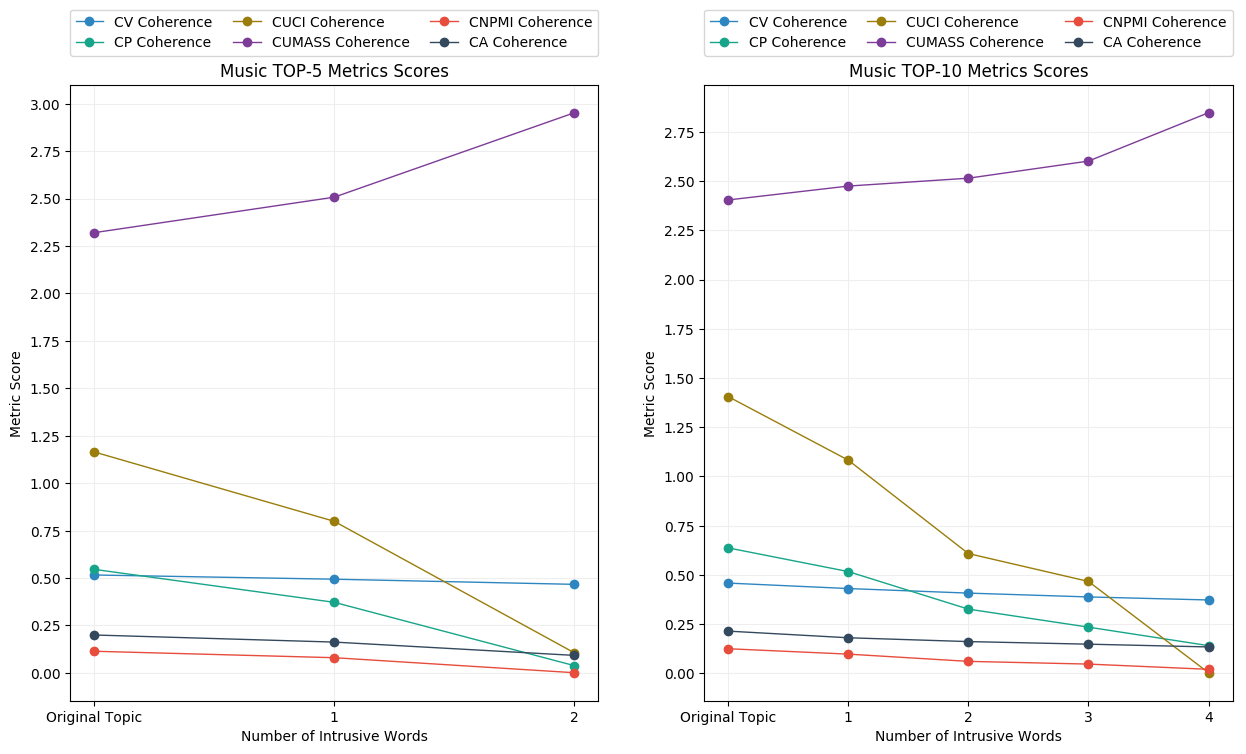 CV Coherence CUCI Coherence CNPMI Coherence
CP Coherence CUMASS Coherence CA Coherence
Music TOP-5 Metrics Scores
3.00
2.75
2.50
2.25
2.00
1.75
1.50
1.25
1.00
0.75
0.50
0.25
0.00
Metric Score
Original Topic 1 2
Number of Intrusive Words
CV Coherence CUCI Coherence CNPMI Coherence
CP Coherence CUMASS Coherence CA Coherence
Music TOP-10 Metrics Scores
2.75
2.50
2.25
2.00
1.75
1.50
1.25
1.00
0.75
0.50
0.25
0.00
Metric Score
Original Topic 1 2 3 4
Number of Intrusive Words